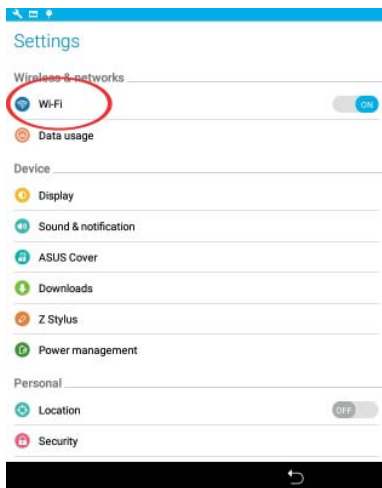 Settings
Wireless & networks
Wi-Fi ON
Data usage
Device
Display
Sound & notification
ASUS Cover
Downloads
Z Stylus
Power management
Personal
Location OFF
Security